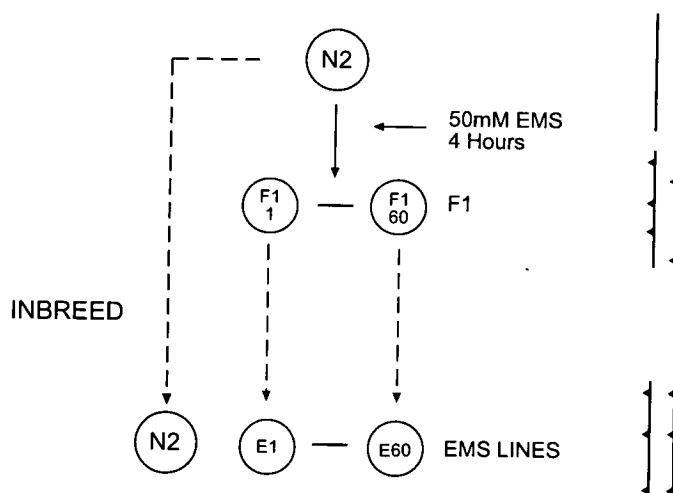 N2
50mM EMS
4 Hours
F1
1
F1
60
F1
INBREED
N2
E1
E60
EMS LINES